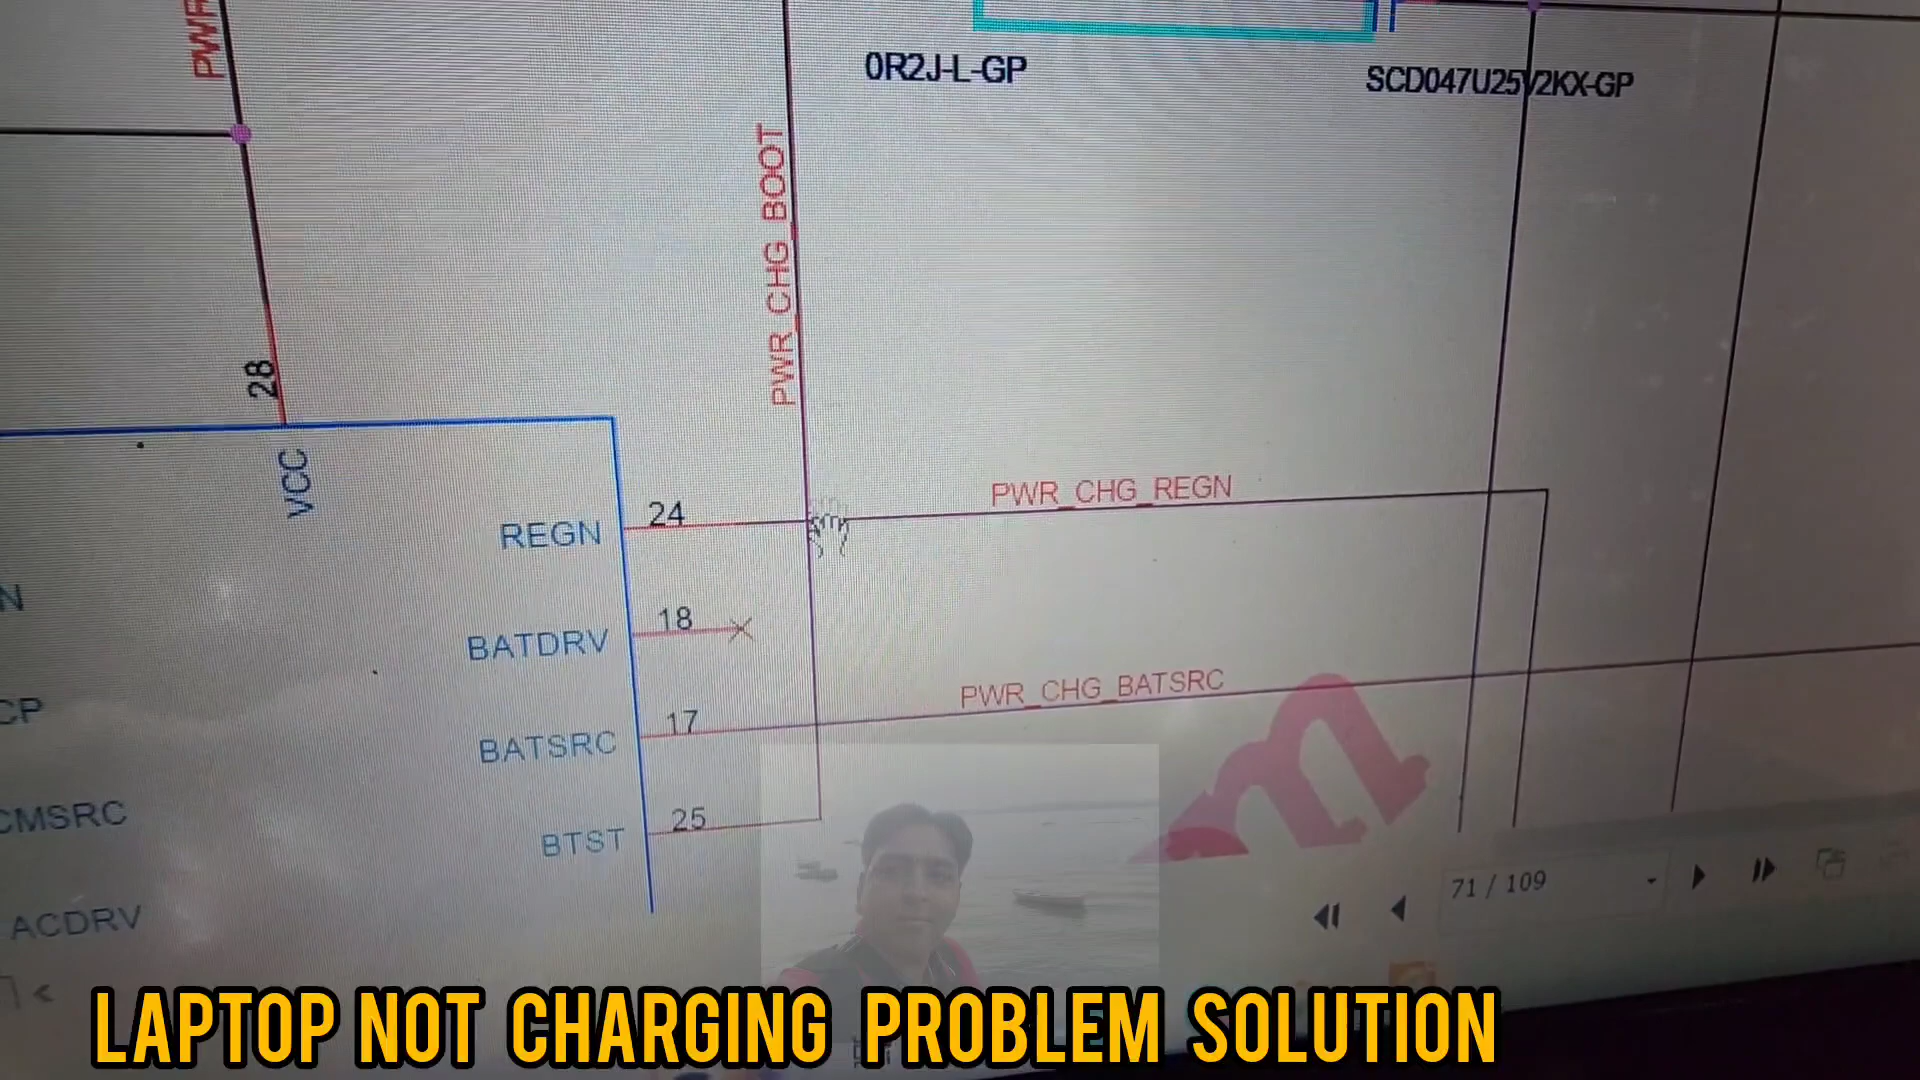 PWR
0R2J-L-GP
SCD047U25V2KX-GP
PWR_CHG_BOOT
28
VCC
REGN
24
PWR_CHG_REGN
BATDRV
18
BATSRC
17
PWR_CHG_BATSRC
BTST
25
N
CP
CMSRC
ACDRV
71 / 109
LAPTOP NOT CHARGING PROBLEM SOLUTION